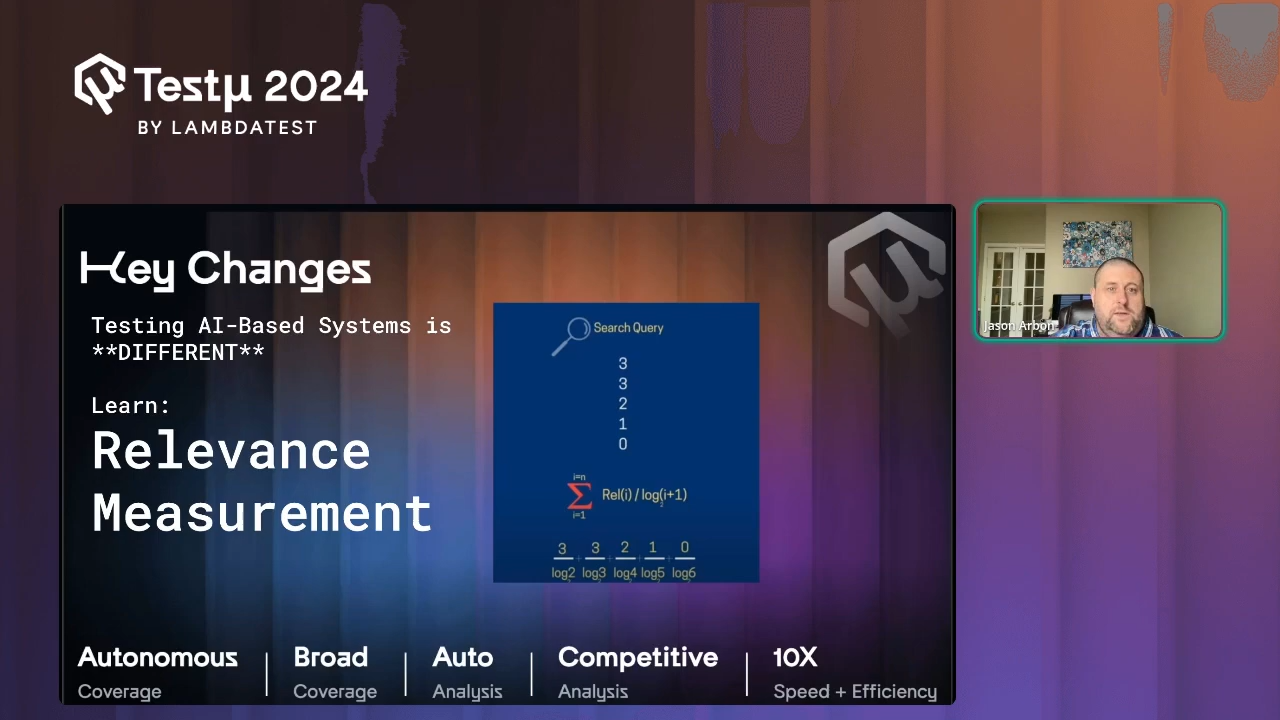 Testμ 2024
BY LAMBDATEST
Key Changes
Testing AI-Based Systems is
**DIFFERENT**
Learn:
Relevance
Measurement
Search Query
3
3
2
1
0
i=n
Σ Rel(i) / log₂(i+1)
i=1
3 + 3 + 2 + 1 + 0
log2 log3 log4 log5 log6
Jason Arbon
Autonomous
Coverage
Broad
Coverage
Auto
Analysis
Competitive
Analysis
10X
Speed + Efficiency